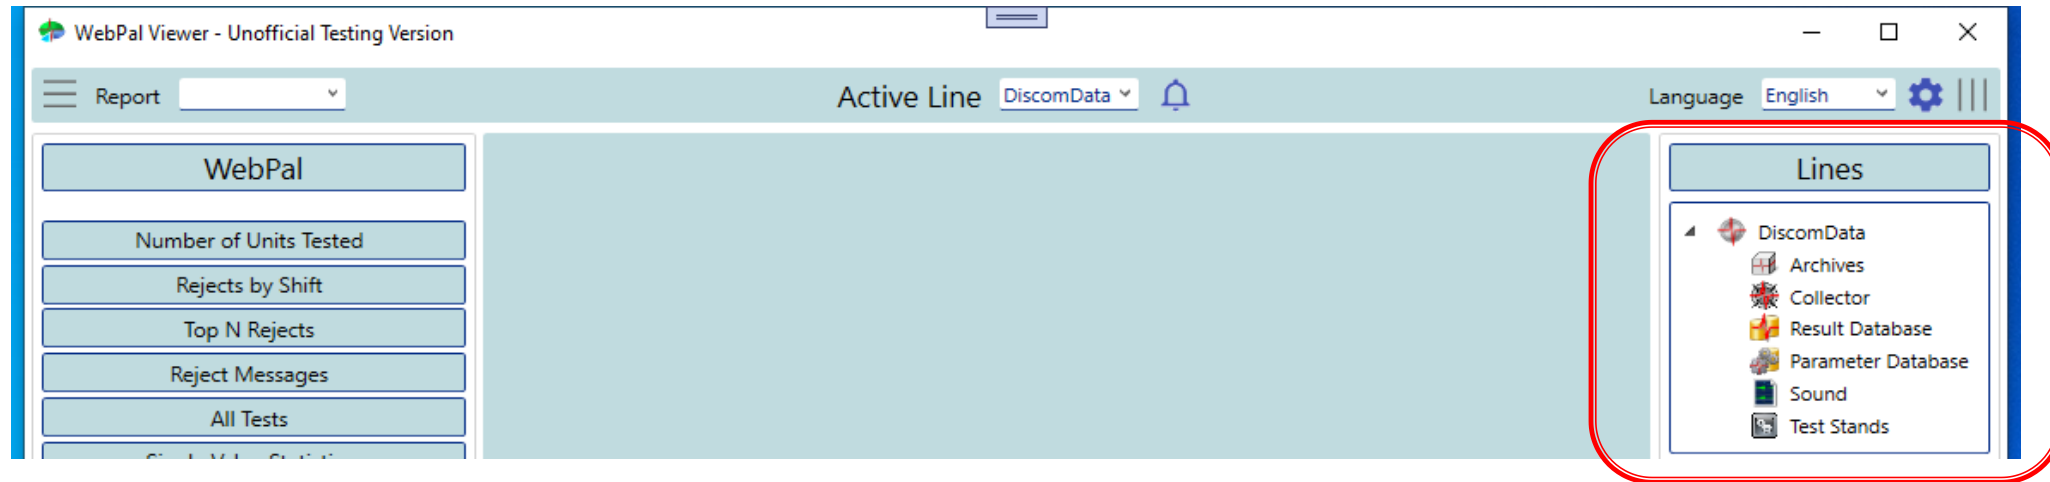 WebPal Viewer - Unofficial Testing Version
Report
Active Line DiscomData
Language English
WebPal
Number of Units Tested
Rejects by Shift
Top N Rejects
Reject Messages
All Tests
Lines
DiscomData
Archives
Collector
Result Database
Parameter Database
Sound
Test Stands